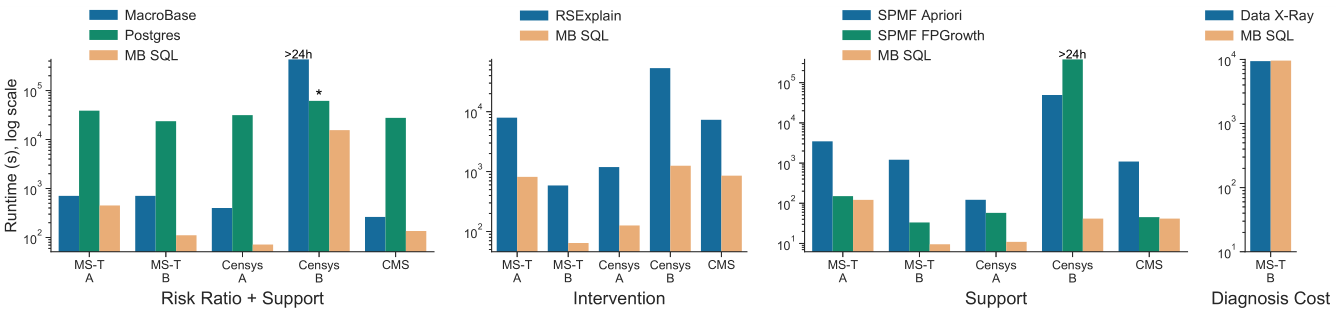 MacroBase
Postgres
MB SQL
>24h
*
Runtime (s), log scale
10^5
10^4
10^3
10^2
MS-T A
MS-T B
Censys A
Censys B
CMS
Risk Ratio + Support
RSExplain
MB SQL
10^4
10^3
10^2
MS-T A
MS-T B
Censys A
Censys B
CMS
Intervention
SPMF Apriori
SPMF FPGrowth
MB SQL
>24h
10^5
10^4
10^3
10^2
10^1
MS-T A
MS-T B
Censys A
Censys B
CMS
Support
Data X-Ray
MB SQL
10^4
10^3
10^2
10^1
MS-T B
Diagnosis Cost